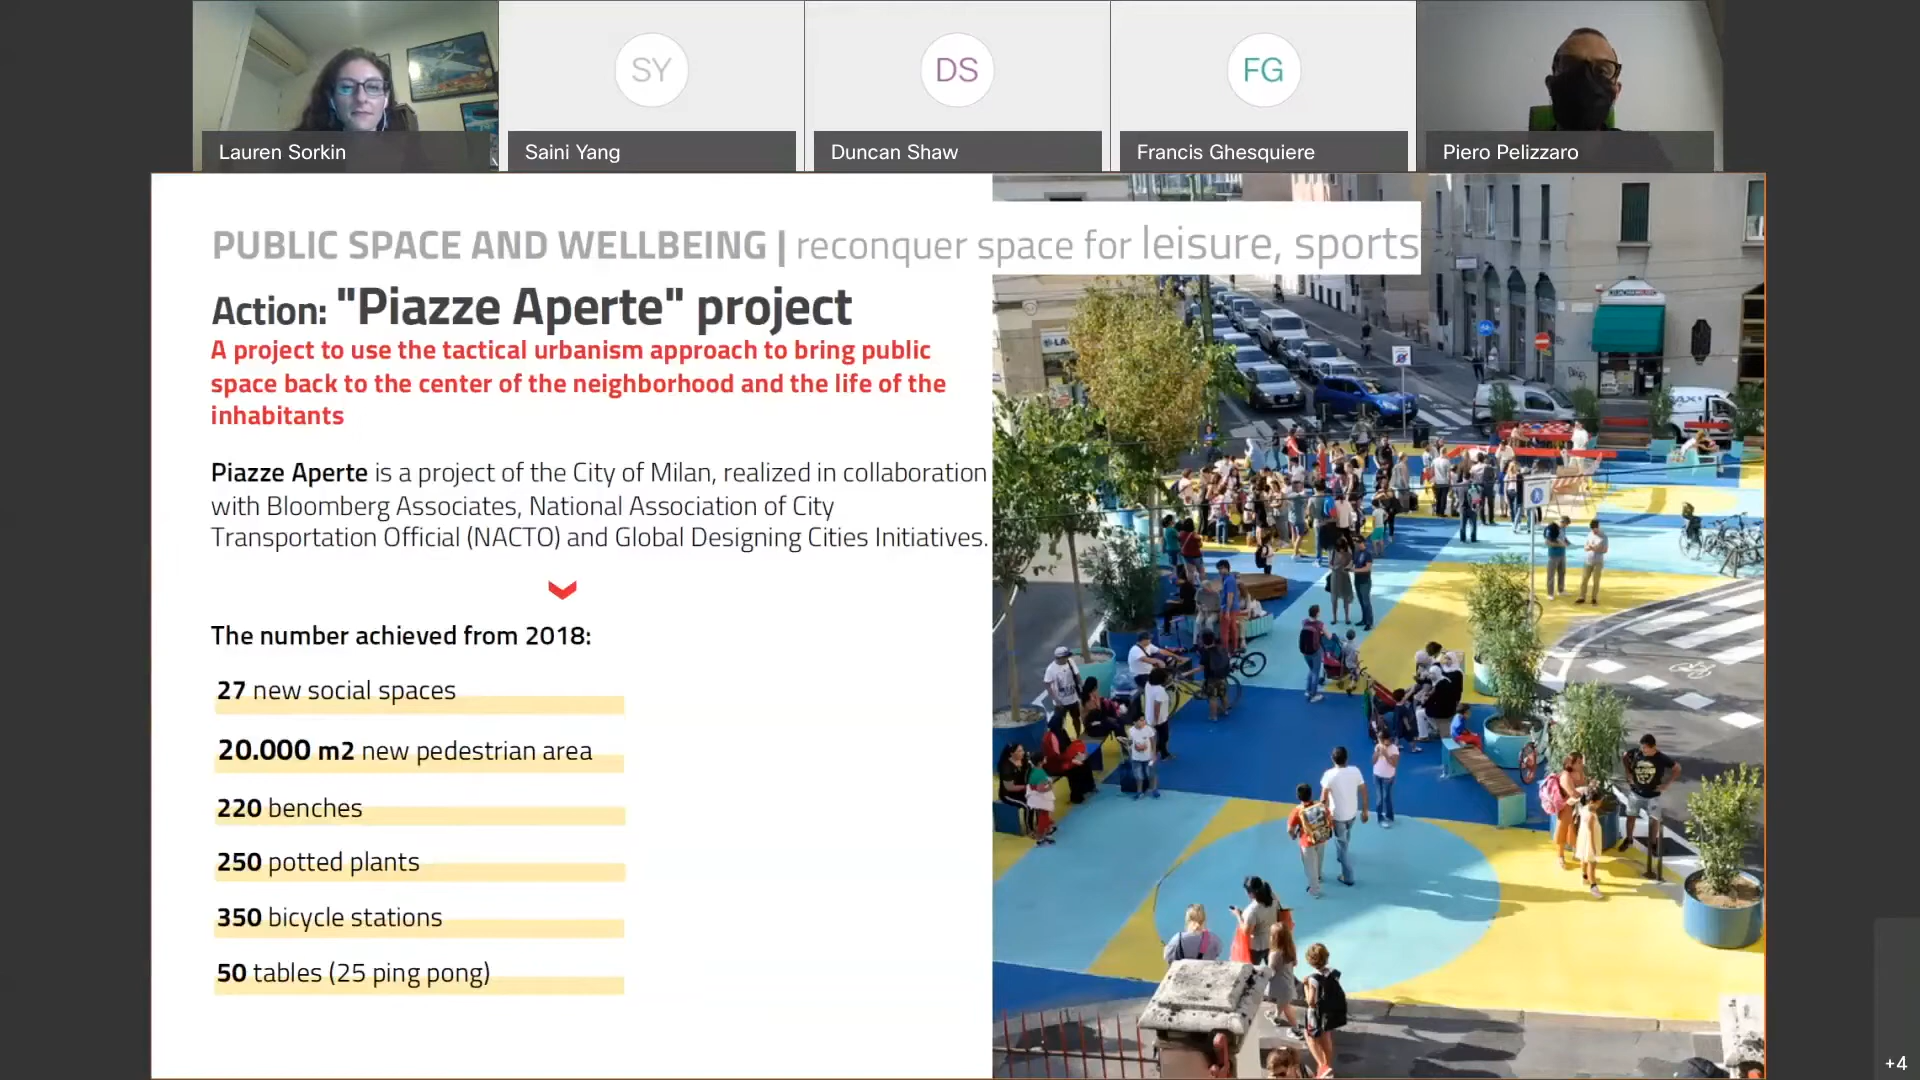 SY
DS
FG
Lauren Sorkin
Saini Yang
Duncan Shaw
Francis Ghesquiere
Piero Pelizzaro
PUBLIC SPACE AND WELLBEING | reconquer space for leisure, sports
Action: "Piazze Aperte" project
A project to use the tactical urbanism approach to bring public
space back to the center of the neighborhood and the life of the
inhabitants
Piazze Aperte is a project of the City of Milan, realized in collaboration
with Bloomberg Associates, National Association of City
Transportation Official (NACTO) and Global Designing Cities Initiatives.
The number achieved from 2018:
27 new social spaces
20.000 m2 new pedestrian area
220 benches
250 potted plants
350 bicycle stations
50 tables (25 ping pong)
+4